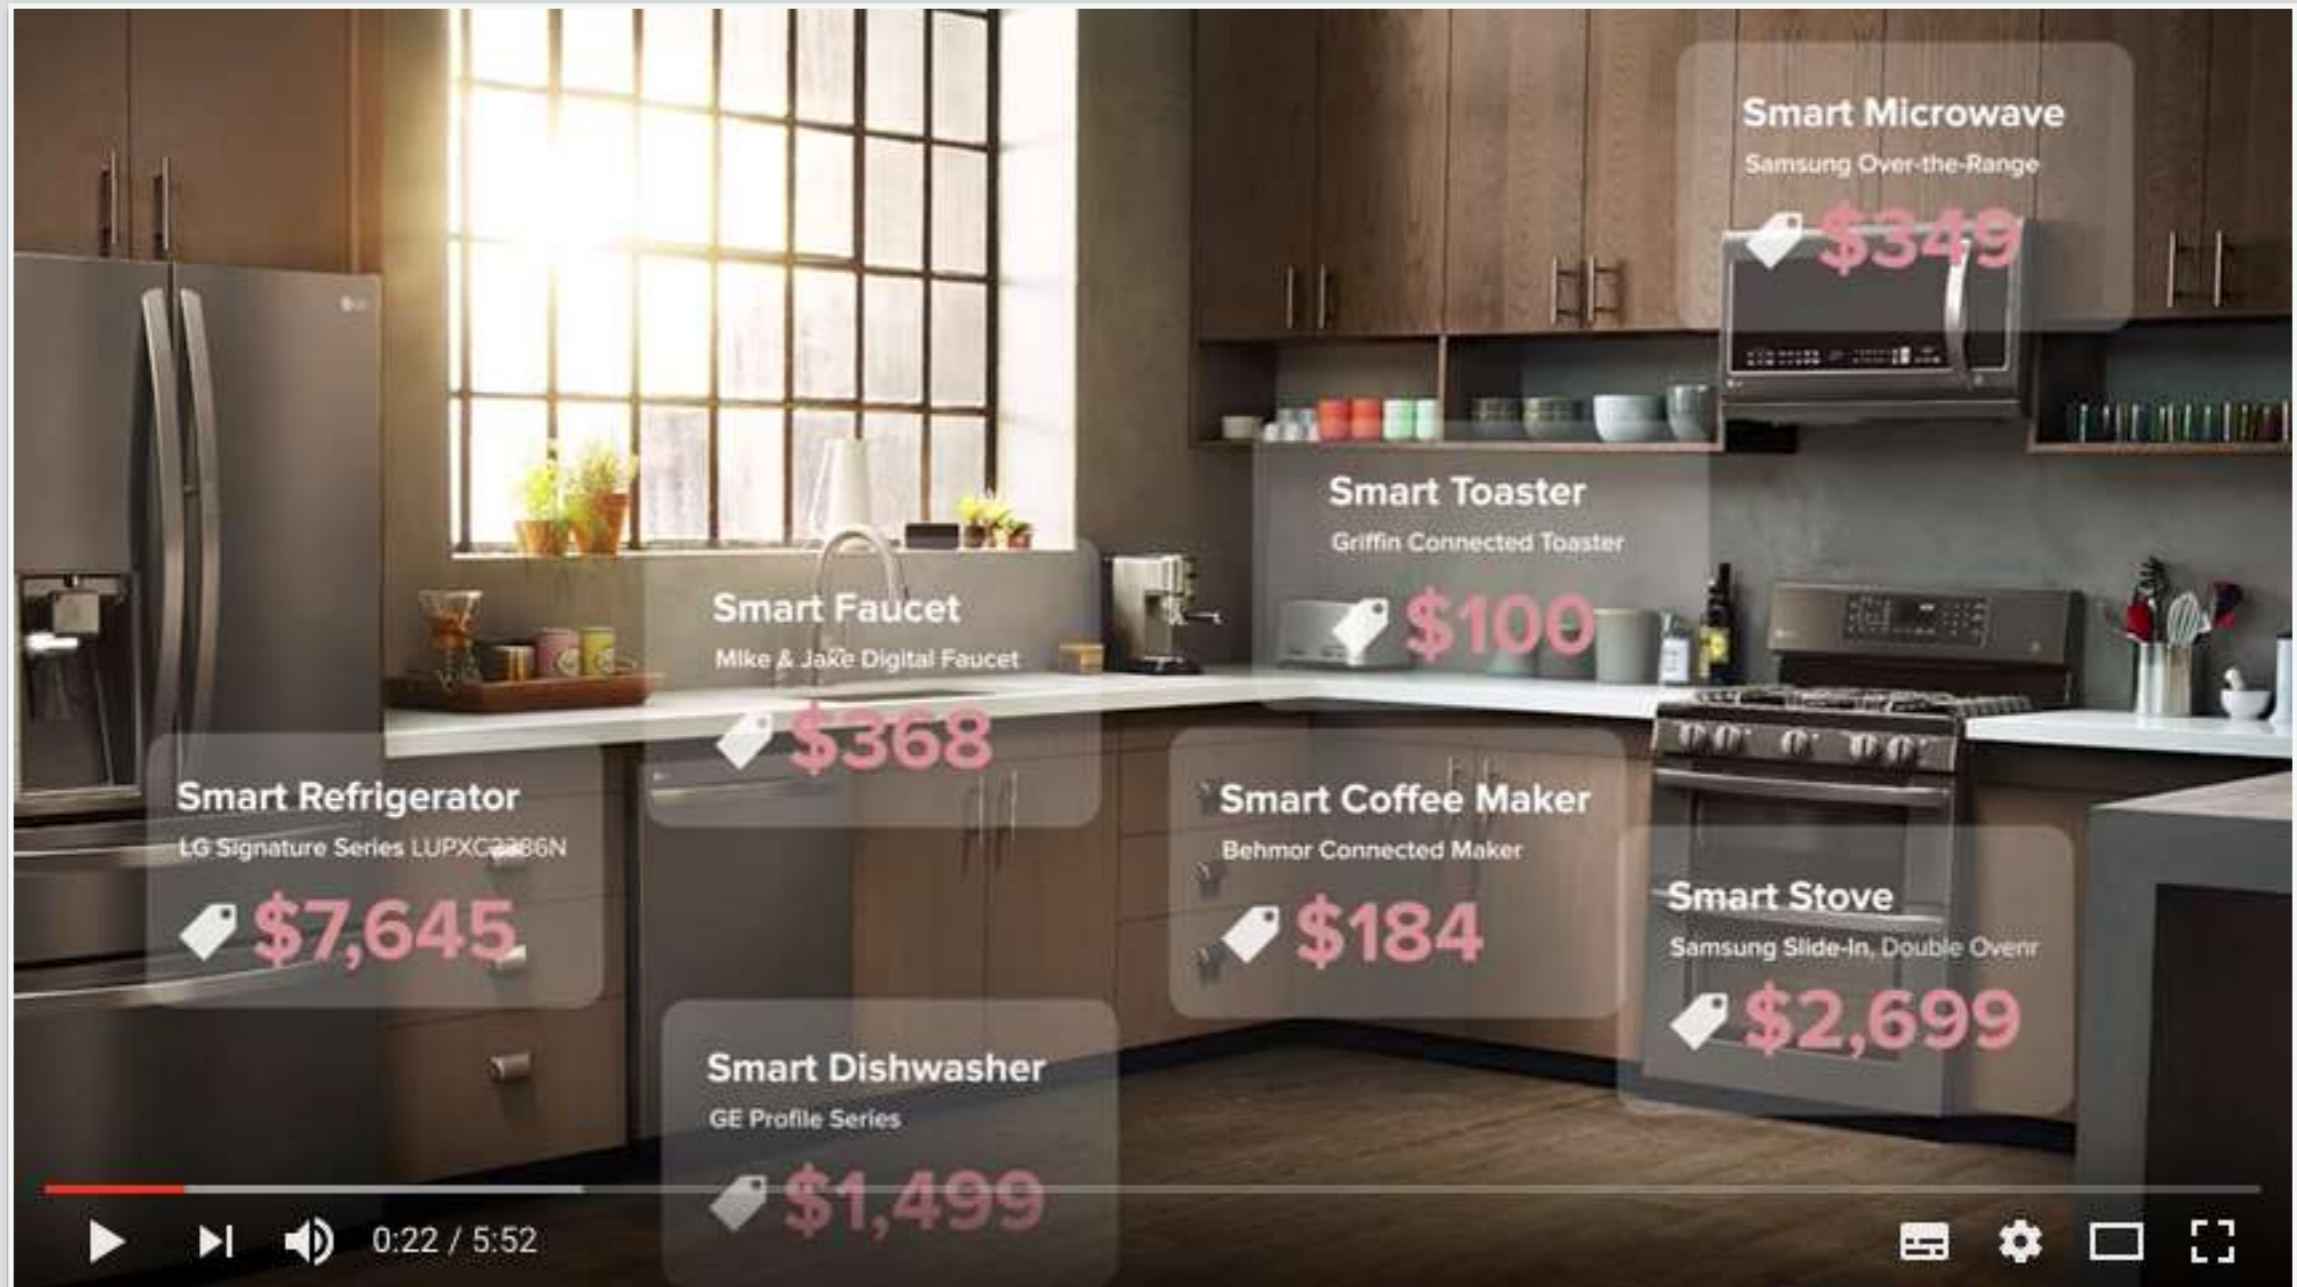 Smart Microwave
Samsung Over-the-Range
$349
Smart Toaster
Griffin Connected Toaster
$100
Smart Faucet
Mike & Jake Digital Faucet
$368
Smart Refrigerator
LG Signature Series LUPXC2386N
$7,645
Smart Coffee Maker
Behmor Connected Maker
$184
Smart Stove
Samsung Slide-In, Double Ovenr
$2,699
Smart Dishwasher
GE Profile Series
$1,499
0:22 / 5:52